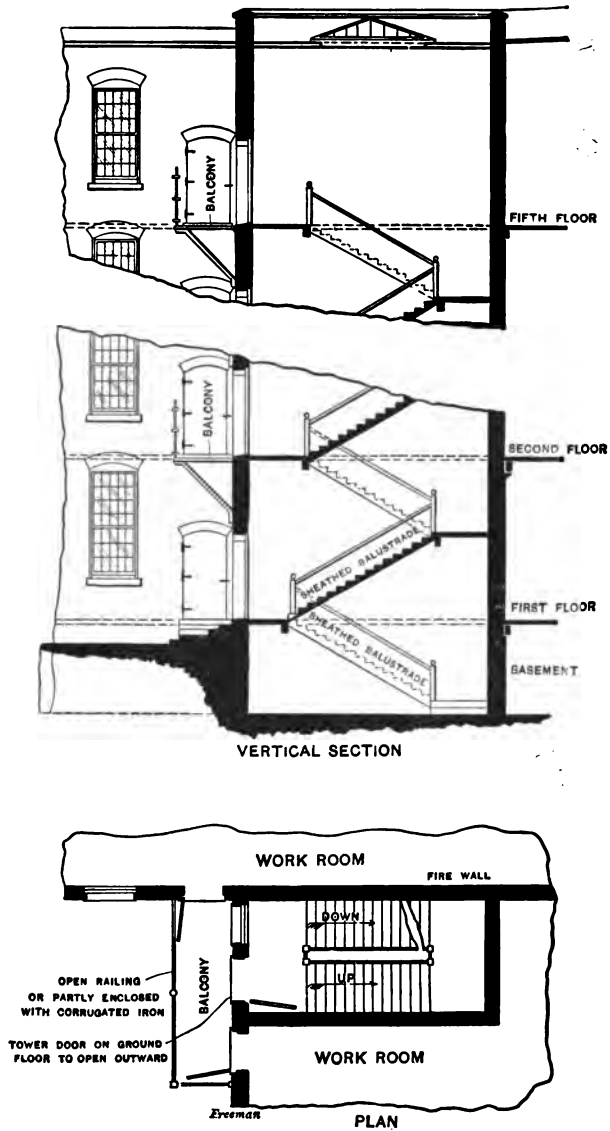 BALCONY
FIFTH FLOOR
BALCONY
SECOND FLOOR
SHEATHED BALUSTRADE
FIRST FLOOR
SHEATHED BALUSTRADE
BASEMENT
VERTICAL SECTION
WORK ROOM
FIRE WALL
DOWN
OPEN RAILING
OR PARTLY ENCLOSED
WITH CORRUGATED IRON
BALCONY
UP
TOWER DOOR ON GROUND
FLOOR TO OPEN OUTWARD
WORK ROOM
Freeman
PLAN